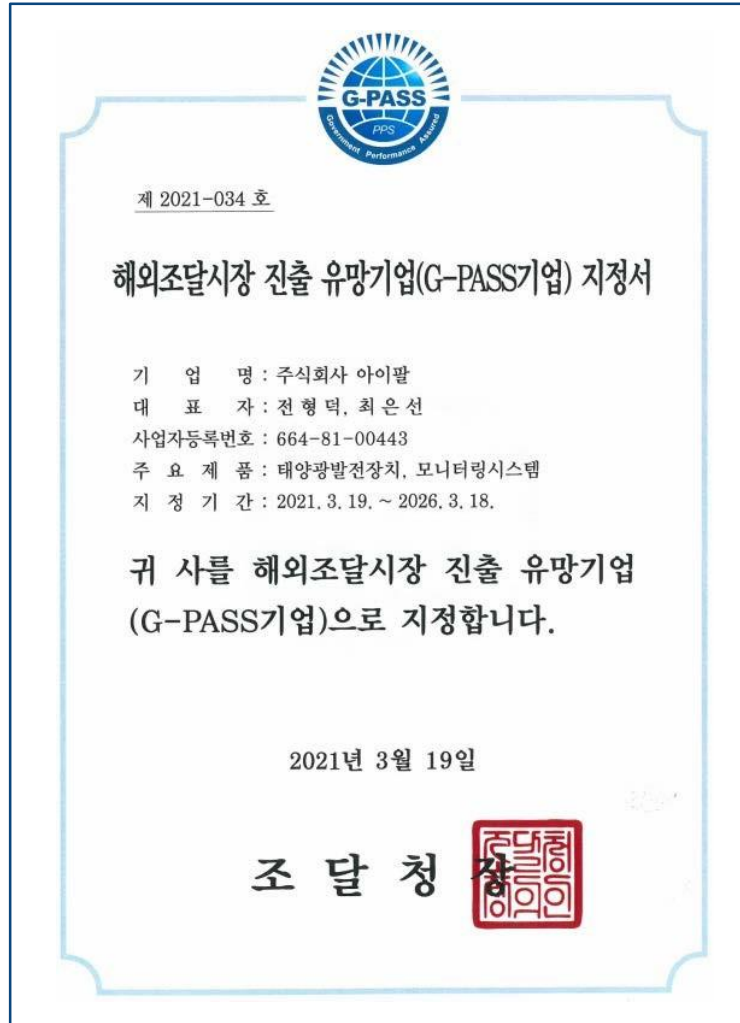 G-PASS
PPS
Government Performance Assured
제 2021-034 호
해외조달시장 진출 유망기업(G-PASS기업) 지정서
기 업 명 : 주식회사 아이팔
대 표 자 : 전형덕, 최은선
사업자등록번호 : 664-81-00443
주 요 제 품 : 태양광발전장치, 모니터링시스템
지 정 기 간 : 2021. 3. 19. ~ 2026. 3. 18.
귀 사를 해외조달시장 진출 유망기업
(G-PASS기업)으로 지정합니다.
2021년 3월 19일
조 달 청 장